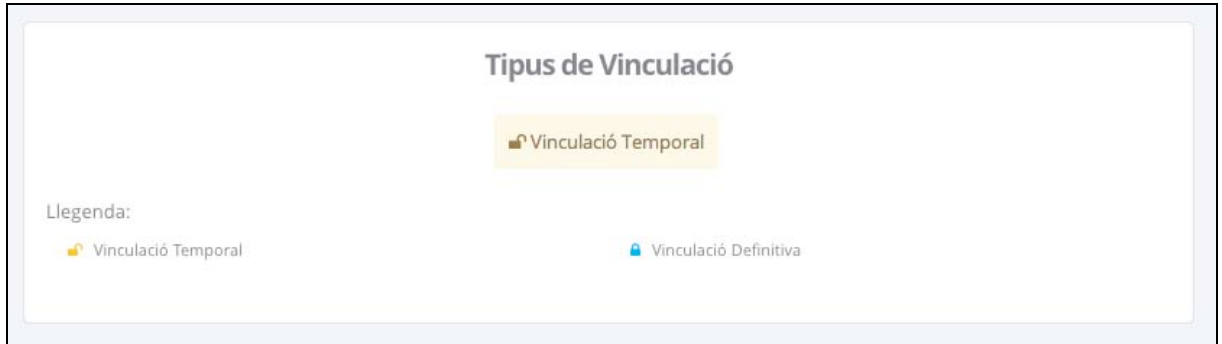 Tipus de Vinculació
Vinculació Temporal
Llegenda:
Vinculació Temporal
Vinculació Definitiva